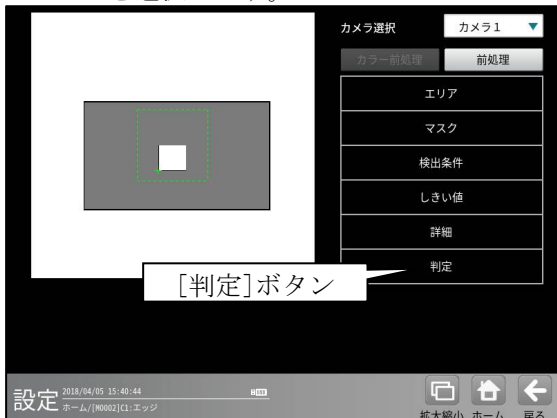 カメラ選択
カメラ1
カラー前処理
前処理
エリア
マスク
検出条件
しきい値
詳細
判定
[判定]ボタン
設定
2018/04/05 15:40:44
ホーム/[M0002]C1:エッジ
拡大縮小 ホーム 戻る